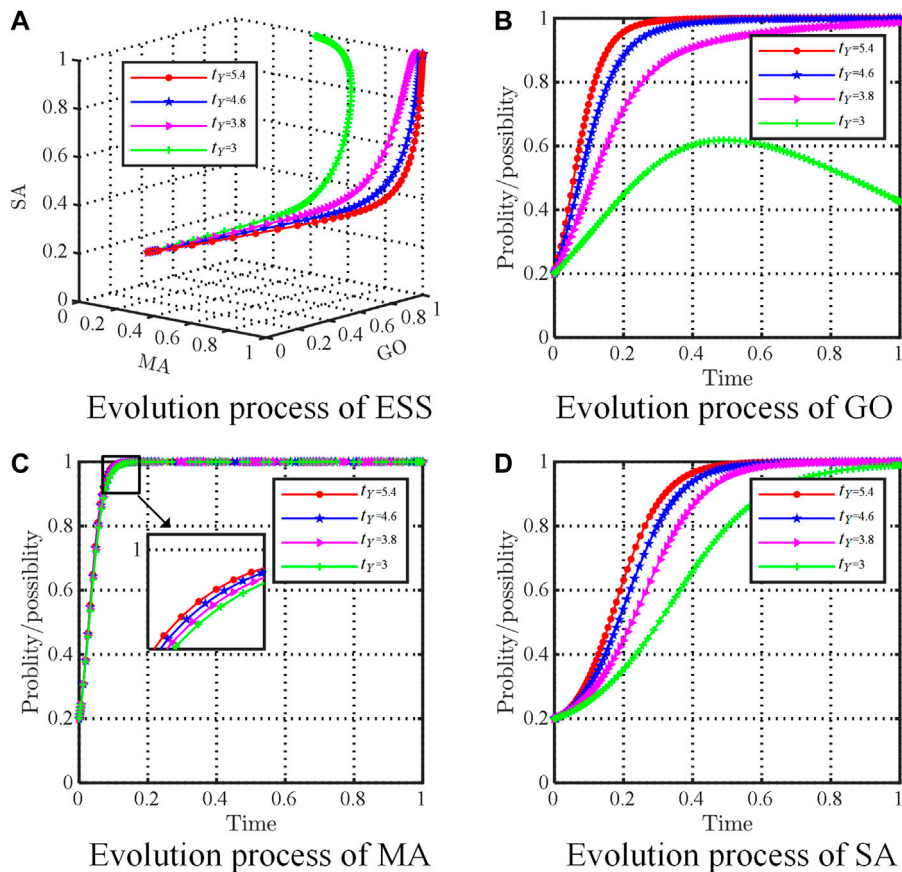 A
1
0.8
0.6
0.4
0.2
0
SA
t_Y=5.4
t_Y=4.6
t_Y=3.8
t_Y=3
0 0.2 0.4 0.6 0.8 1
MA
0 0.2 0.4 0.6 0.8 1
GO
Evolution process of ESS
B
1
0.8
0.6
0.4
0.2
0
Problity/possiblity
t_Y=5.4
t_Y=4.6
t_Y=3.8
t_Y=3
0 0.2 0.4 0.6 0.8 1
Time
Evolution process of GO
C
1
0.8
0.6
0.4
0.2
0
Problity/possiblity
t_Y=5.4
t_Y=4.6
t_Y=3.8
t_Y=3
1
0 0.2 0.4 0.6 0.8 1
Time
Evolution process of MA
D
1
0.8
0.6
0.4
0.2
0
Problity/possiblity
t_Y=5.4
t_Y=4.6
t_Y=3.8
t_Y=3
0 0.2 0.4 0.6 0.8 1
Time
Evolution process of SA